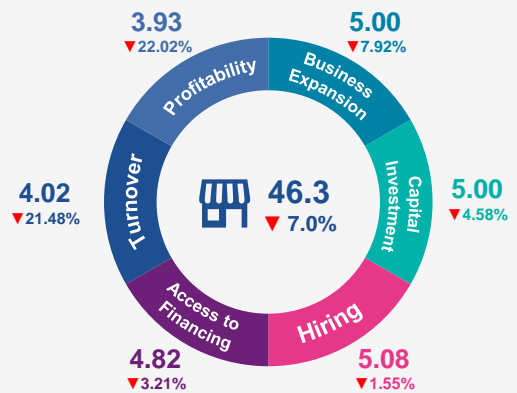 3.93
▼22.02%
5.00
▼7.92%
Profitability
Business
Expansion
Turnover
4.02
▼21.48%
46.3
▼ 7.0%
Capital
Investment
5.00
▼4.58%
Access to
Financing
Hiring
4.82
▼3.21%
5.08
▼1.55%